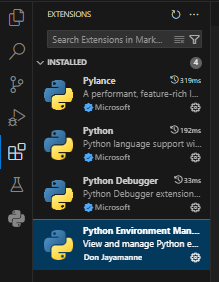 EXTENSIONS
Search Extensions in Mark...
INSTALLED
4
Pylance 319ms
A performant, feature-rich l...
Microsoft
Python 192ms
Python language support wi...
Microsoft
Python Debugger 33ms
Python Debugger extension...
Microsoft
Python Environment Man...
View and manage Python e...
Don Jayamanne